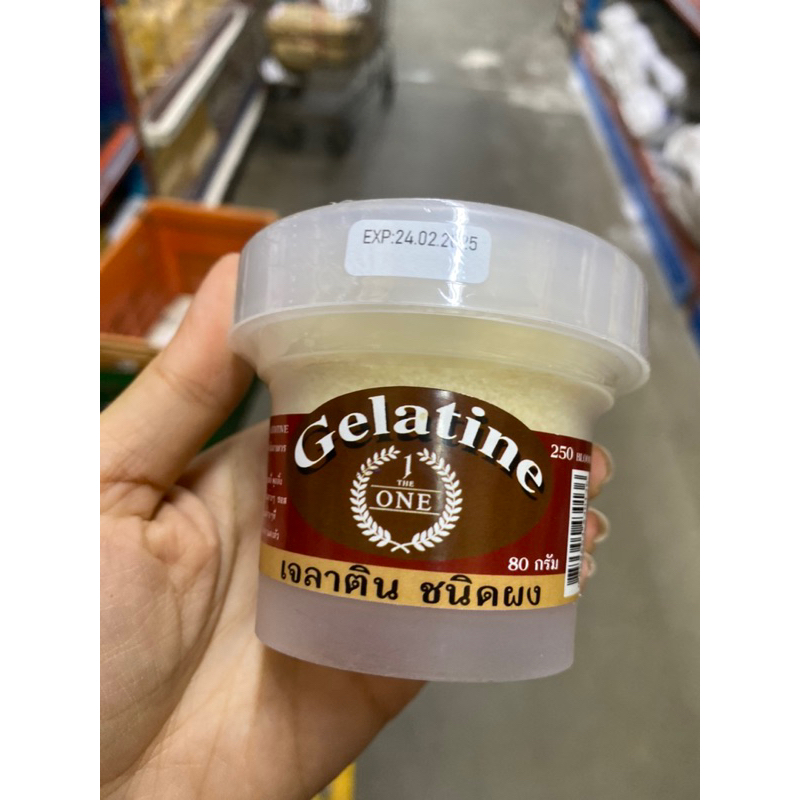 EXP:24.02.2025
Gelatine
250 BLOOM
1
THE
ONE
80 กรัม
เจลาติน ชนิดผง